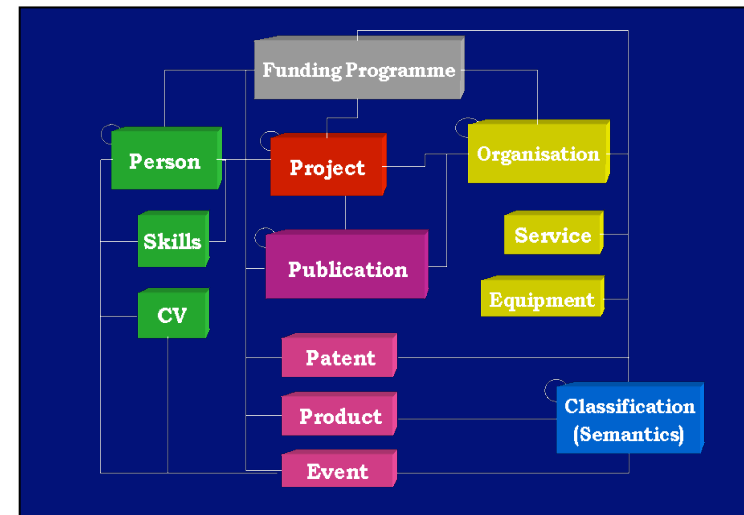 Funding Programme
Person
Project
Organisation
Skills
Service
Publication
CV
Equipment
Patent
Product
Classification
(Semantics)
Event